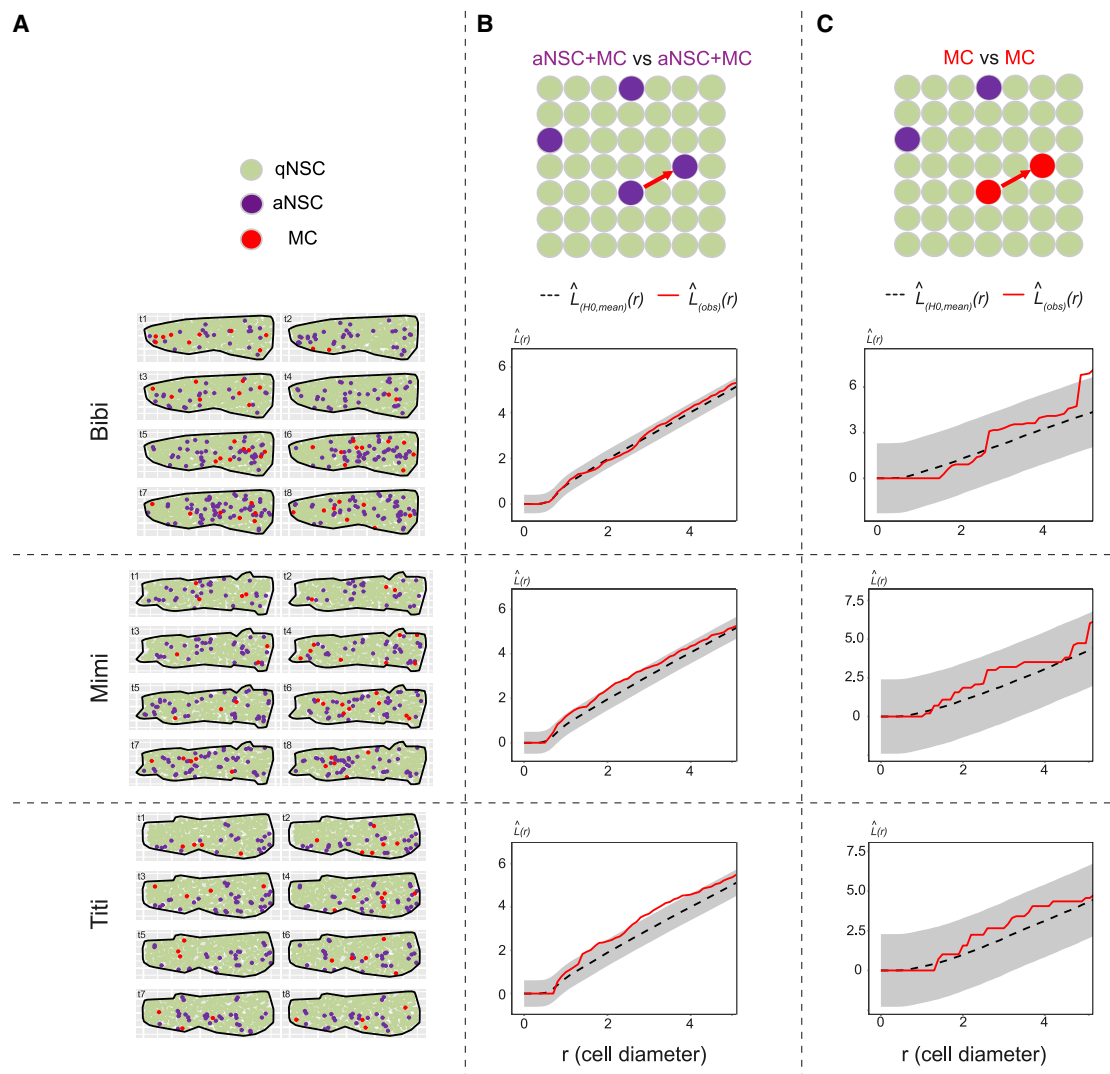 A
B
C
qNSC
aNSC
MC
aNSC+MC vs aNSC+MC
MC vs MC
L̂(H0,mean)(r) L̂(obs)(r)
L̂(H0,mean)(r) L̂(obs)(r)
Bibi
t1 t2
t3 t4
t5 t6
t7 t8
L̂(r)
6
4
2
0
0 2 4
L̂(r)
6
3
0
0 2 4
Mimi
t1 t2
t3 t4
t5 t6
t7 t8
L̂(r)
6
4
2
0
0 2 4
L̂(r)
7.5
5,0
2.5
0
0 2 4
Titi
t1 t2
t3 t4
t5 t6
t7 t8
L̂(r)
6
4
2
0
0 2 4
r (cell diameter)
L̂(r)
7.5
5.0
2.5
0
0 2 4
r (cell diameter)